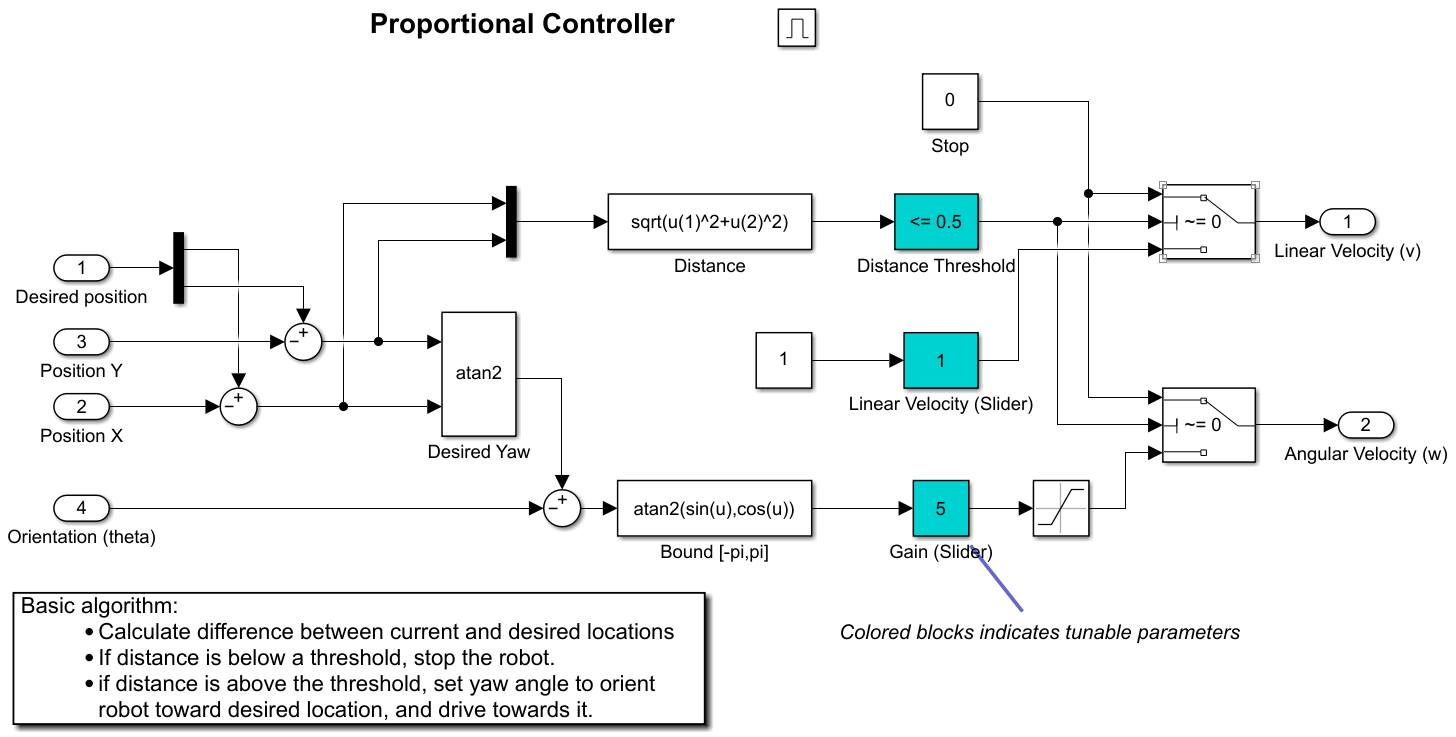 Proportional Controller
0
Stop
sqrt(u(1)^2+u(2)^2)
Distance
<= 0.5
Distance Threshold
~= 0
1
Linear Velocity (v)
1
Desired position
3
Position Y
2
Position X
+
−
+
−
atan2
Desired Yaw
1
1
Linear Velocity (Slider)
~= 0
2
Angular Velocity (w)
4
Orientation (theta)
+
−
atan2(sin(u),cos(u))
Bound [-pi,pi]
5
Gain (Slider)
Colored blocks indicates tunable parameters
Basic algorithm:
• Calculate difference between current and desired locations
• If distance is below a threshold, stop the robot.
• if distance is above the threshold, set yaw angle to orient
robot toward desired location, and drive towards it.